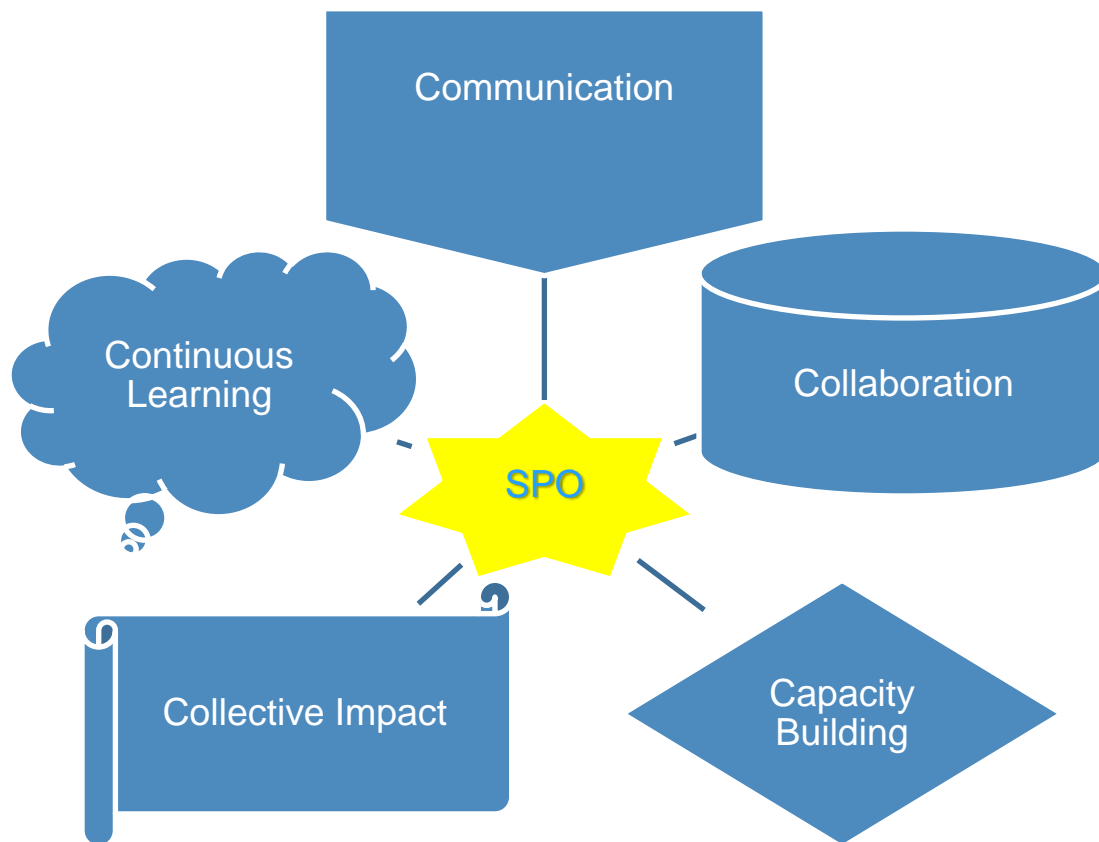 Communication
Collaboration
Continuous
Learning
SPO
Collective Impact
Capacity
Building